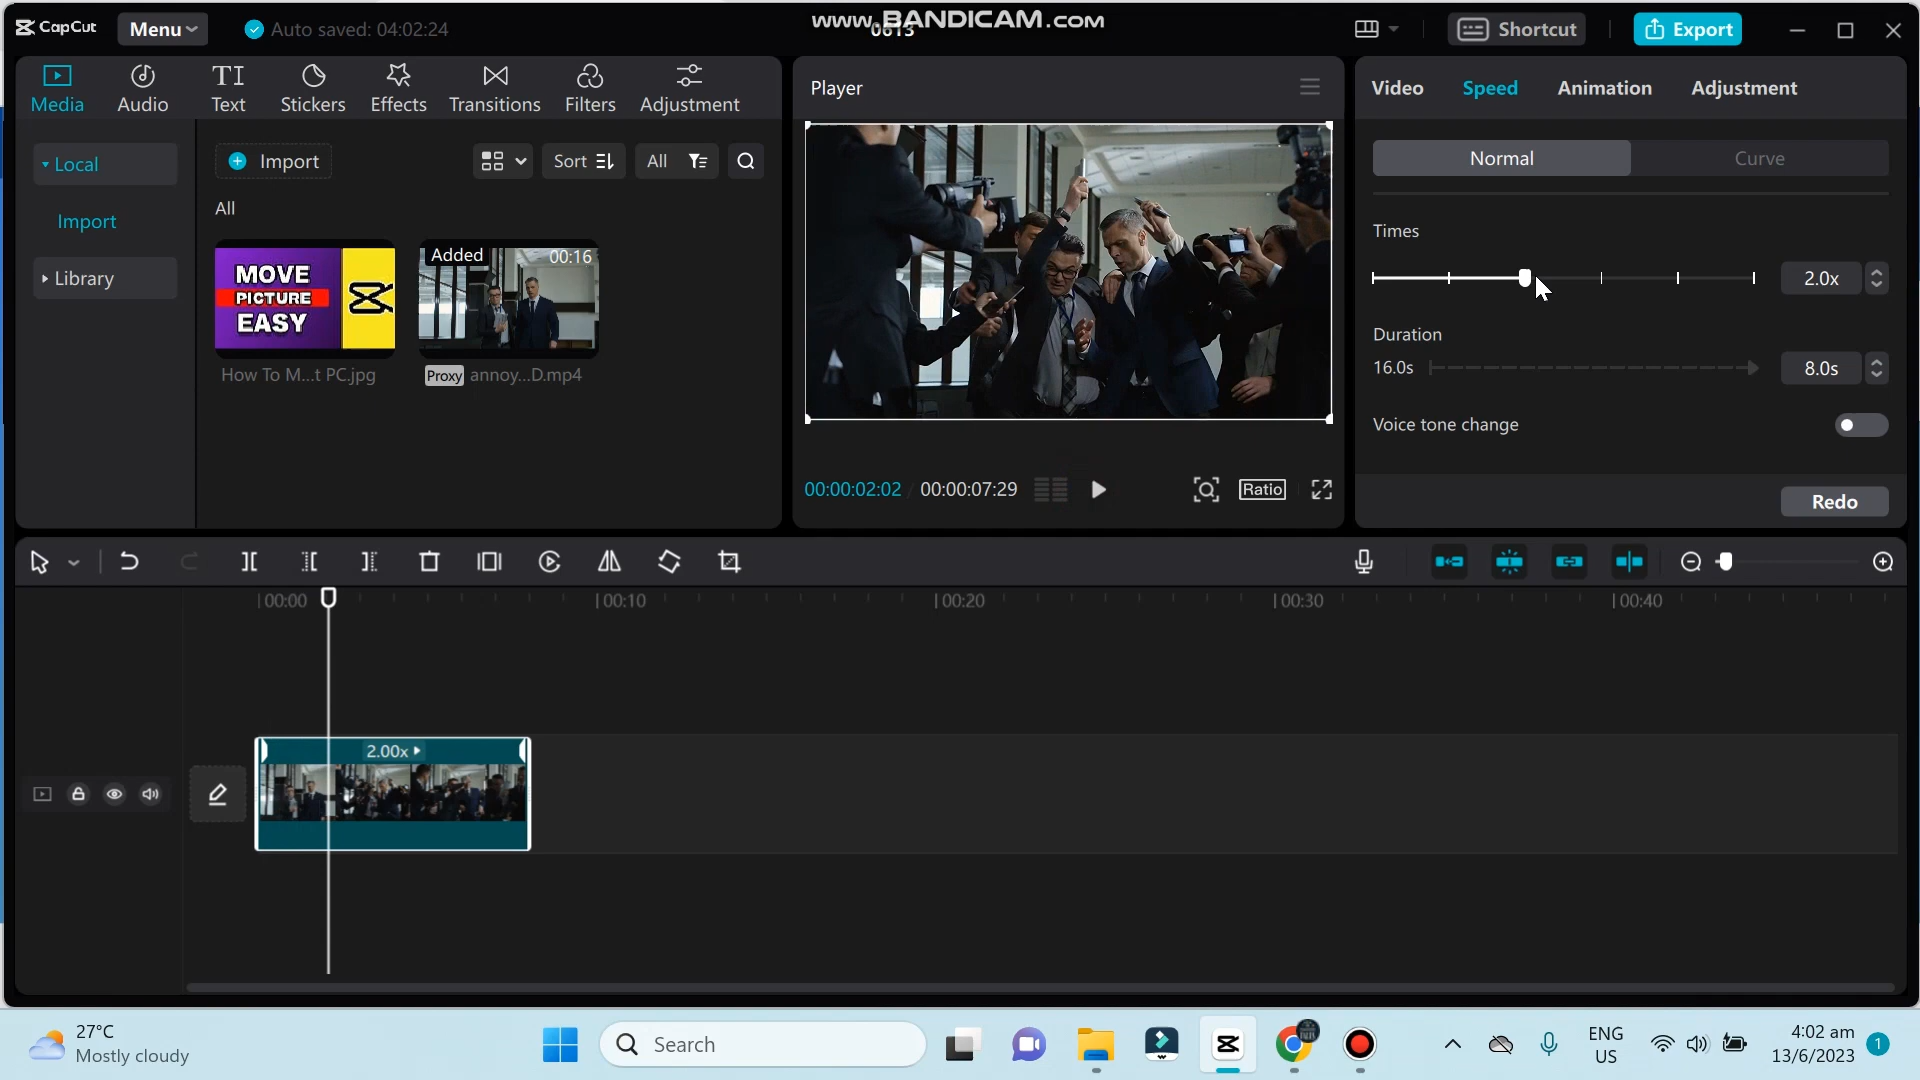 CapCut
Menu
Auto saved: 04:02:24
www.BANDICAM.COM
0613
Shortcut
Export
Media
Audio
TI
Text
Stickers
Effects
Transitions
Filters
Adjustment
Player
Video
Speed
Animation
Adjustment
Local
Import
Library
Import
Sort
All
All
MOVE
PICTURE
EASY
How To M...t PC.jpg
Added
00:16
Proxy
annoy...D.mp4
00:00:02:02
00:00:07:29
Ratio
Normal
Curve
Times
2.0x
Duration
16.0s
8.0s
Voice tone change
Redo
00:00
00:10
00:20
00:30
00:40
2.00x
27°C
Mostly cloudy
Search
ENG
US
4:02 am
13/6/2023
1